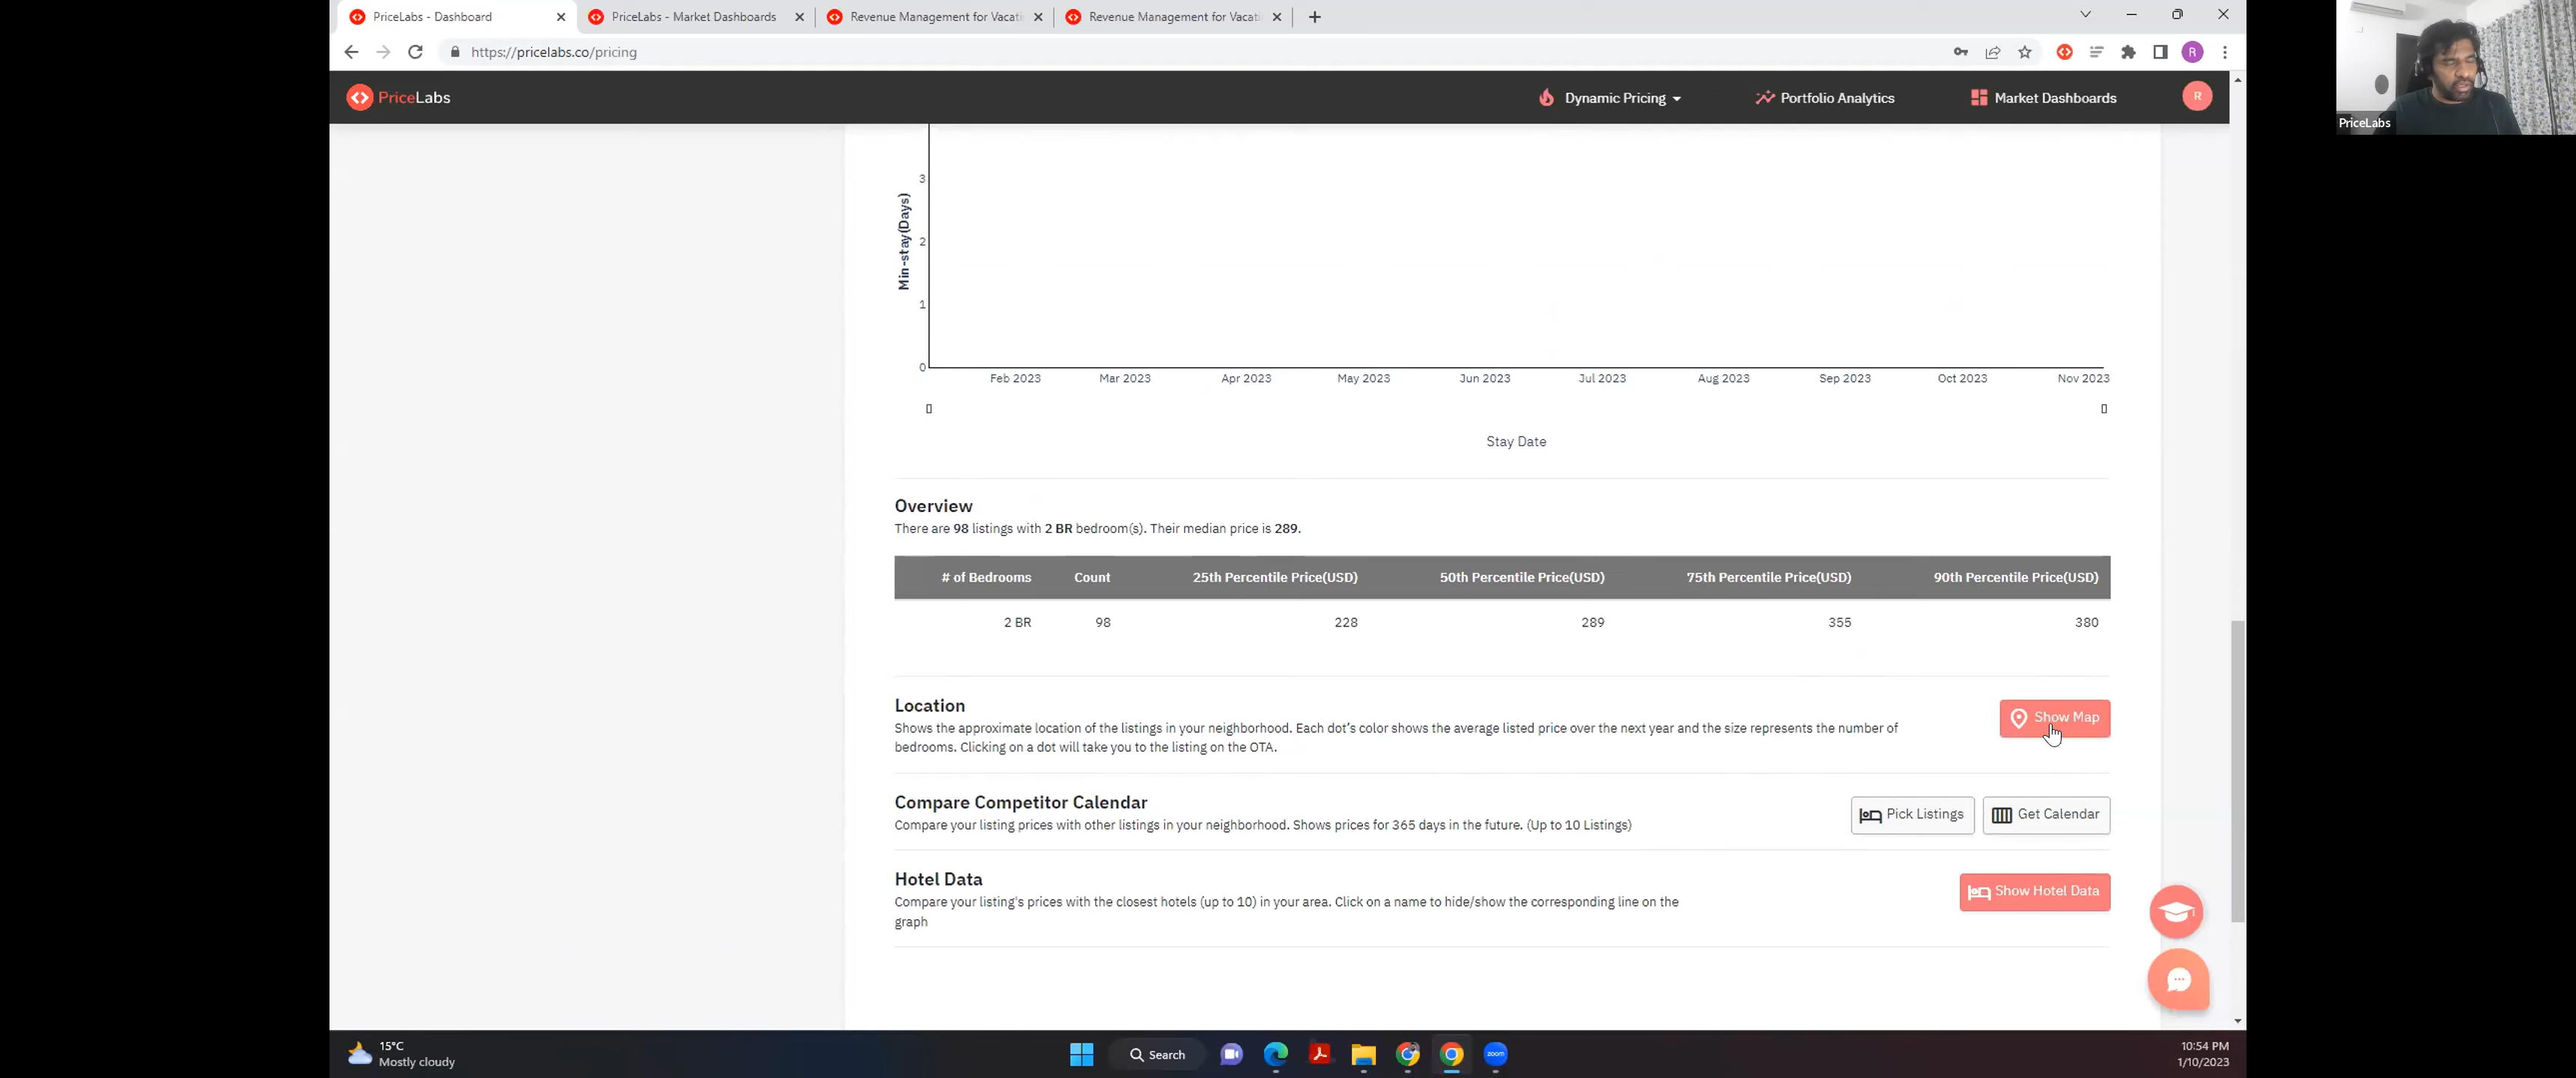 PriceLabs - Dashboard
PriceLabs - Market Dashboards
Revenue Management for Vacati
Revenue Management for Vacati
https://pricelabs.co/pricing
R
PriceLabs
PriceLabs
Dynamic Pricing
Portfolio Analytics
Market Dashboards
R
Min-stay(Days)
3
2
1
0
Feb 2023
Mar 2023
Apr 2023
May 2023
Jun 2023
Jul 2023
Aug 2023
Sep 2023
Oct 2023
Nov 2023
Stay Date
Overview
There are 98 listings with 2 BR bedroom(s). Their median price is 289.
# of Bedrooms Count 25th Percentile Price(USD) 50th Percentile Price(USD) 75th Percentile Price(USD) 90th Percentile Price(USD)
2 BR 98 228 289 355 380
Location
Shows the approximate location of the listings in your neighborhood. Each dot's color shows the average listed price over the next year and the size represents the number of
bedrooms. Clicking on a dot will take you to the listing on the OTA.
Show Map
Compare Competitor Calendar
Compare your listing prices with other listings in your neighborhood. Shows prices for 365 days in the future. (Up to 10 Listings)
Pick Listings
Get Calendar
Hotel Data
Compare your listing's prices with the closest hotels (up to 10) in your area. Click on a name to hide/show the corresponding line on the
graph
Show Hotel Data
15°C
Mostly cloudy
Search
zoom
10:54 PM
1/10/2023